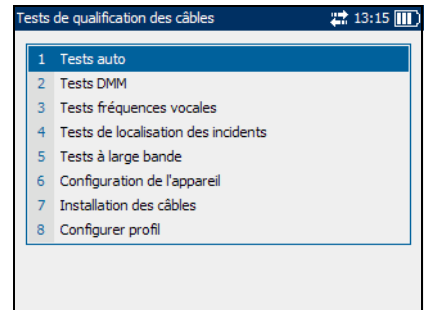 Tests de qualification des câbles 13:15
1 Tests auto
2 Tests DMM
3 Tests fréquences vocales
4 Tests de localisation des incidents
5 Tests à large bande
6 Configuration de l'appareil
7 Installation des câbles
8 Configurer profil